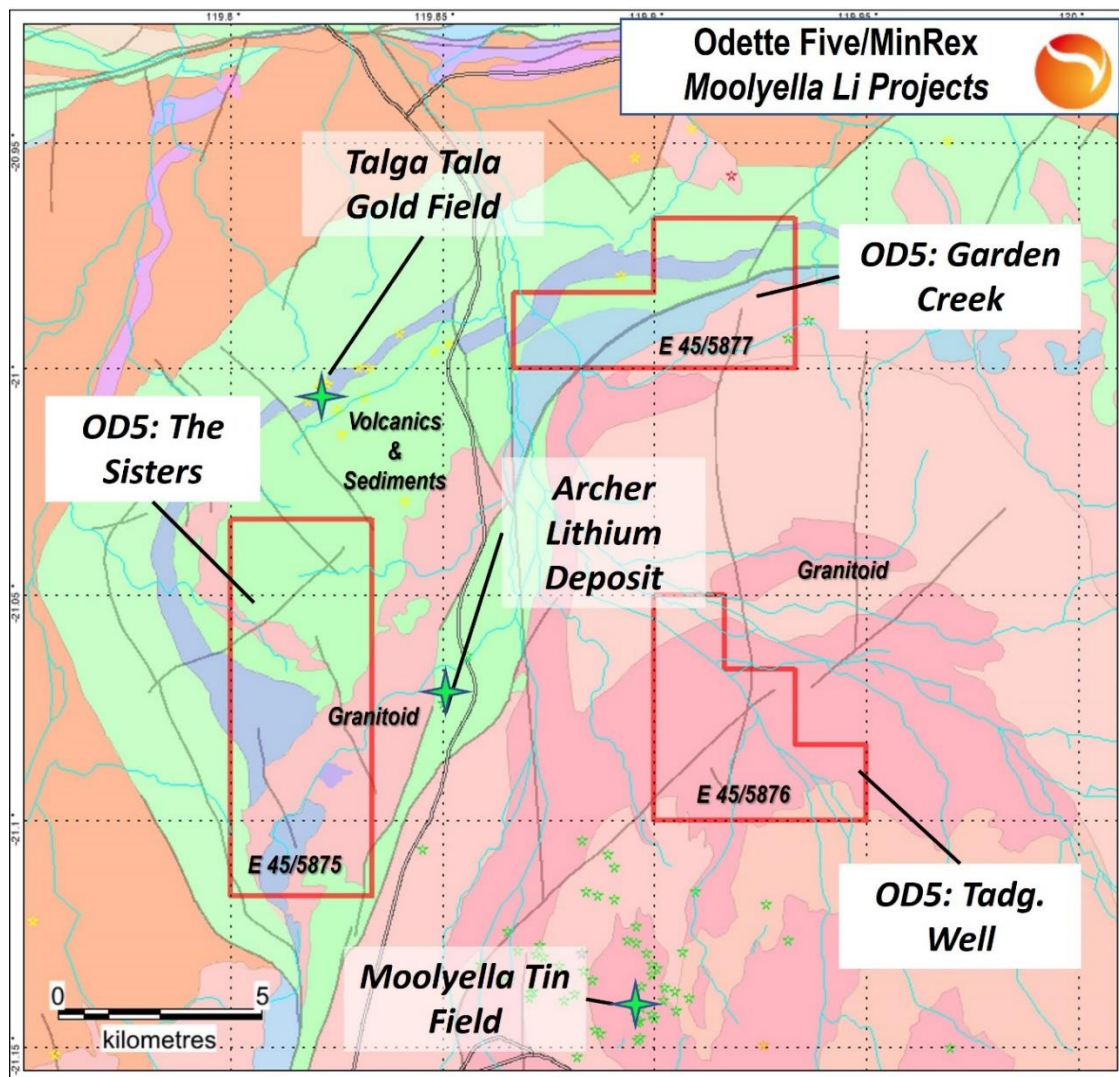 119.8 °
119.85 °
119.9 °
119.95 °
120. °
Odette Five/MinRex
Moolyella Li Projects
-20.95 °
Talga Tala
Gold Field
OD5: Garden
Creek
E 45/5877
-21 °
OD5: The
Sisters
Volcanics
&
Sediments
Archer
Lithium
Deposit
Granitoid
-21.05 °
Granitoid
E 45/5876
-21.1 °
E 45/5875
OD5: Tadg.
Well
Moolyella Tin
Field
0 5
kilometres
-21.15 °